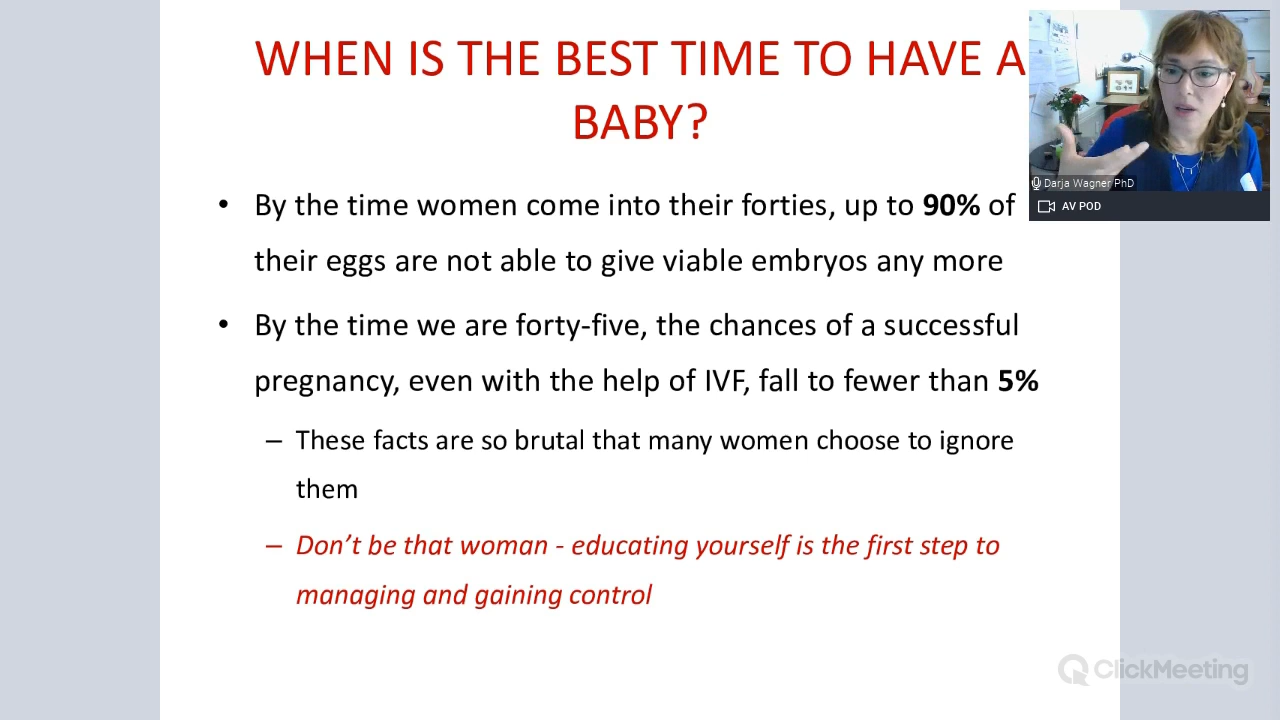 WHEN IS THE BEST TIME TO HAVE A
BABY?
• By the time women come into their forties, up to 90% of
their eggs are not able to give viable embryos any more
• By the time we are forty-five, the chances of a successful
pregnancy, even with the help of IVF, fall to fewer than 5%
– These facts are so brutal that many women choose to ignore
them
– Don’t be that woman - educating yourself is the first step to
managing and gaining control
Darja Wagner PhD
AV POD
ClickMeeting